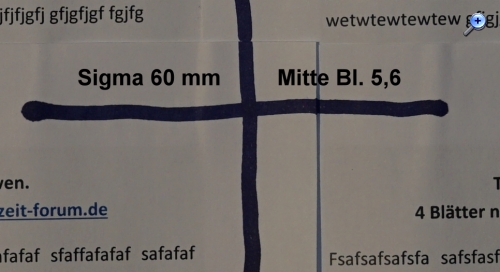 jfjfjgfj gfjgfjgf fgjfg
wetwtewtewtew
Sigma 60 mm Mitte Bl. 5,6
ven.
T
zeit-forum.de
4 Blätter n
afafaf sfaffafafaf safafaf
Fsafsafsafsfa safsfasf